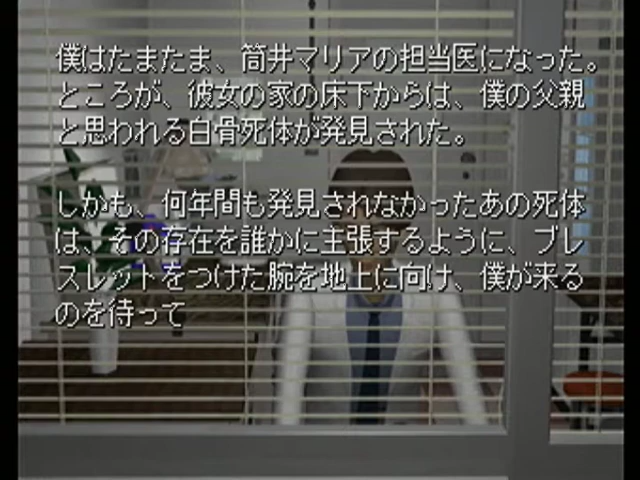 僕はたまたま、筒井マリアの担当医になった。
ところが、彼女の家の床下からは、僕の父親
と思われる白骨死体が発見された。
しかも、何年間も発見されなかったあの死体
は、その存在を誰かに主張するように、ブレ
スレットをつけた腕を地上に向け、僕が来る
のを待って